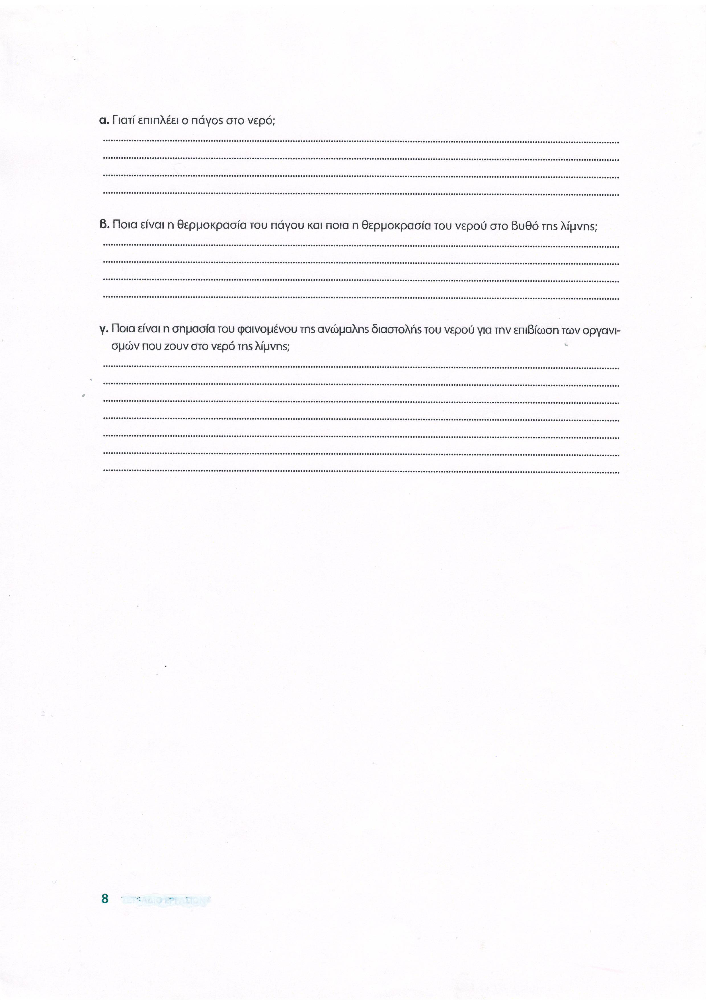 α. Γιατί επιπλέει ο πάγος στο νερό;
β. Ποια είναι η θερμοκρασία του πάγου και ποια η θερμοκρασία του νερού στο βυθό της λίμνης;
γ. Ποια είναι η σημασία του φαινομένου της ανώμαλης διαστολής του νερού για την επιβίωση των οργανι-
σμών που ζουν στο νερό της λίμνης;
8 ΤΕΤΡΑΔΙΟ ΕΡΓΑΣΙΩΝ